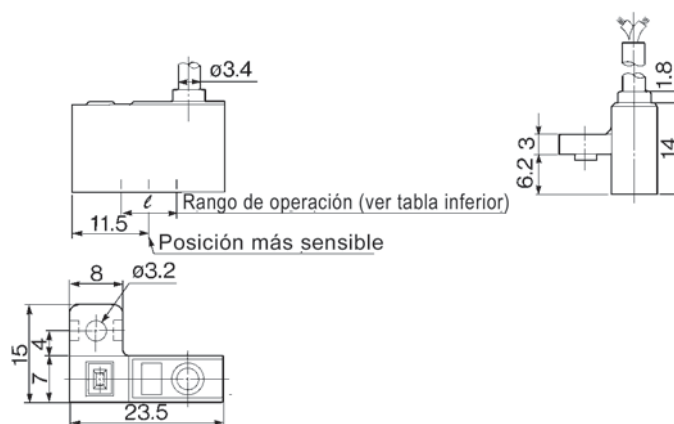 ø3.4
1.8
3
14
6.2
ℓ
Rango de operación (ver tabla inferior)
11.5
Posición más sensible
8
ø3.2
15
4
7
23.5